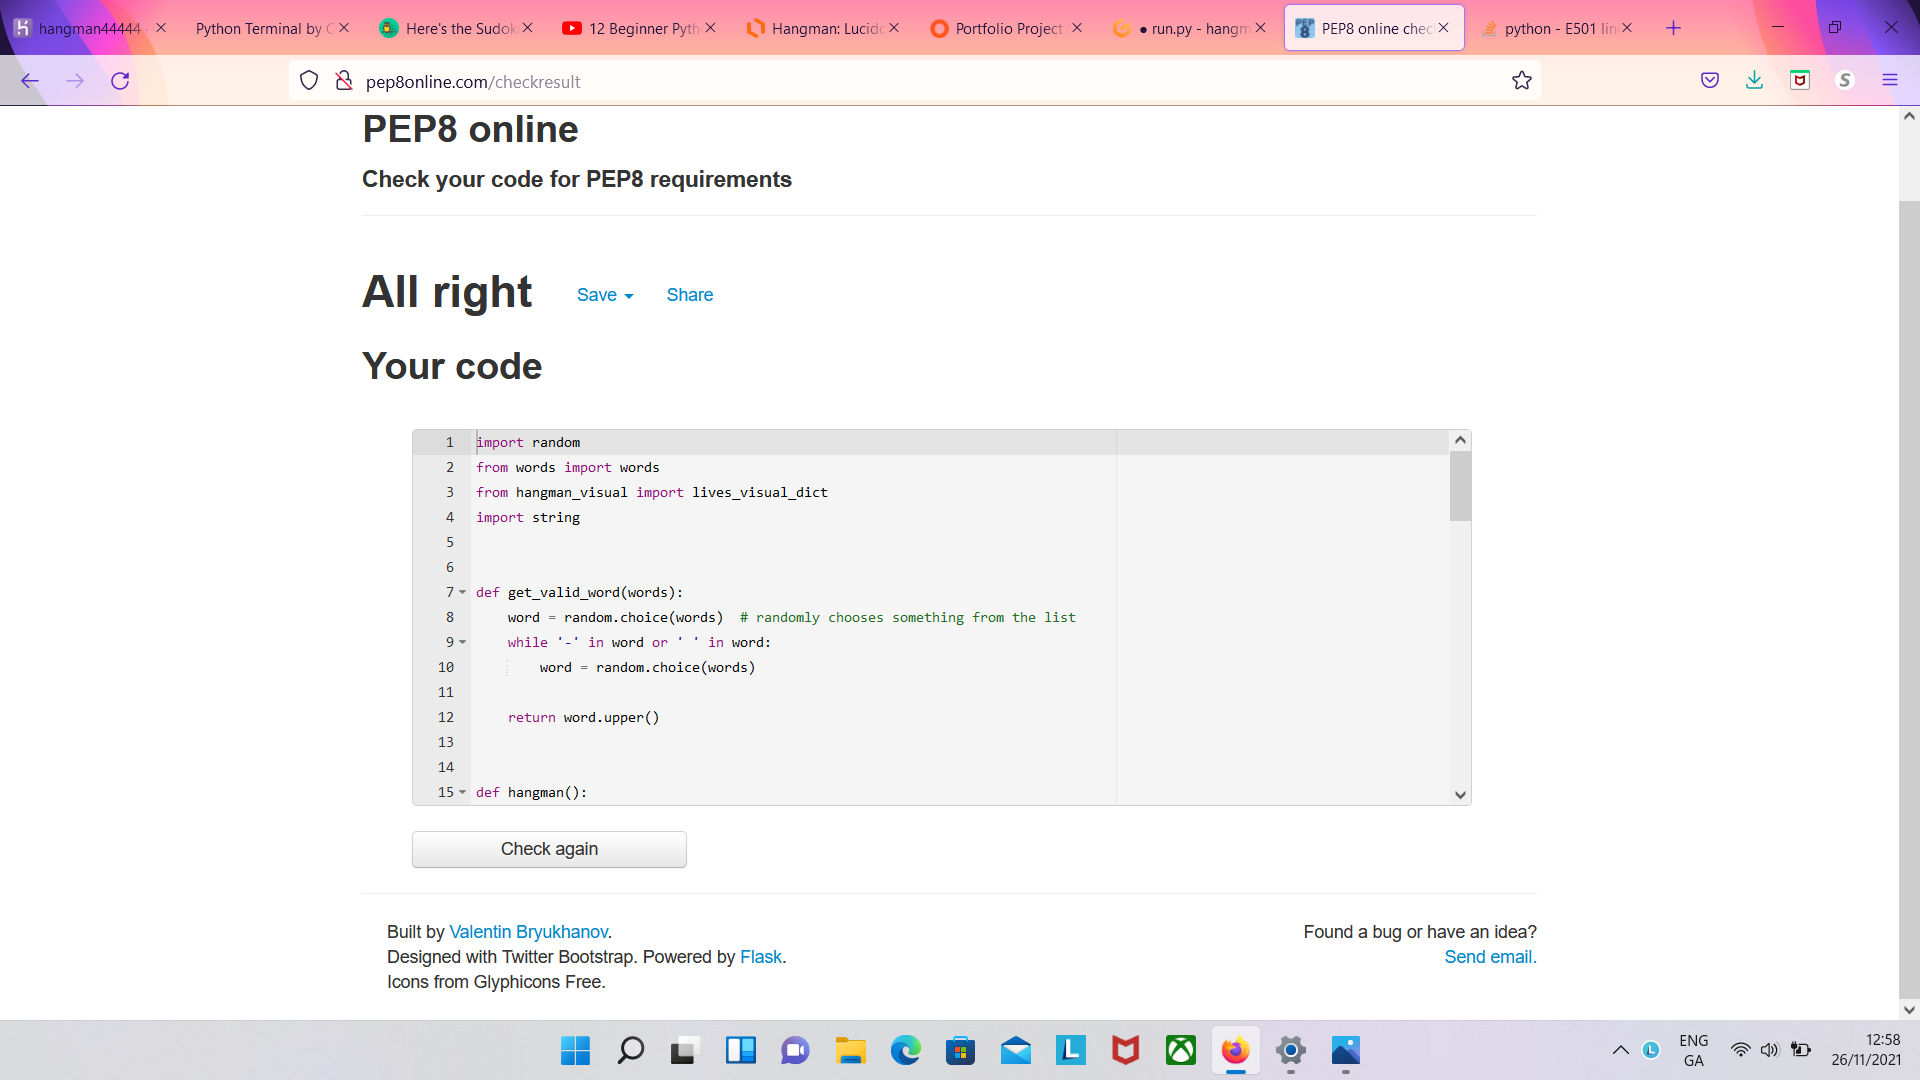 hangman44444
Python Terminal by C
Here's the Sudok
12 Beginner Pyth
Hangman: Lucidc
Portfolio Project
● run.py - hangm
PEP8 online chec
python - E501 lin
pep8online.com/checkresult
PEP8 online
Check your code for PEP8 requirements
All right
Save
Share
Your code
1 import random
2 from words import words
3 from hangman_visual import lives_visual_dict
4 import string
5
6
7 def get_valid_word(words):
8     word = random.choice(words)  # randomly chooses something from the list
9     while '-' in word or ' ' in word:
10         word = random.choice(words)
11
12     return word.upper()
13
14
15 def hangman():
Check again
Built by Valentin Bryukhanov.
Designed with Twitter Bootstrap. Powered by Flask.
Icons from Glyphicons Free.
Found a bug or have an idea?
Send email.
ENG
GA
12:58
26/11/2021